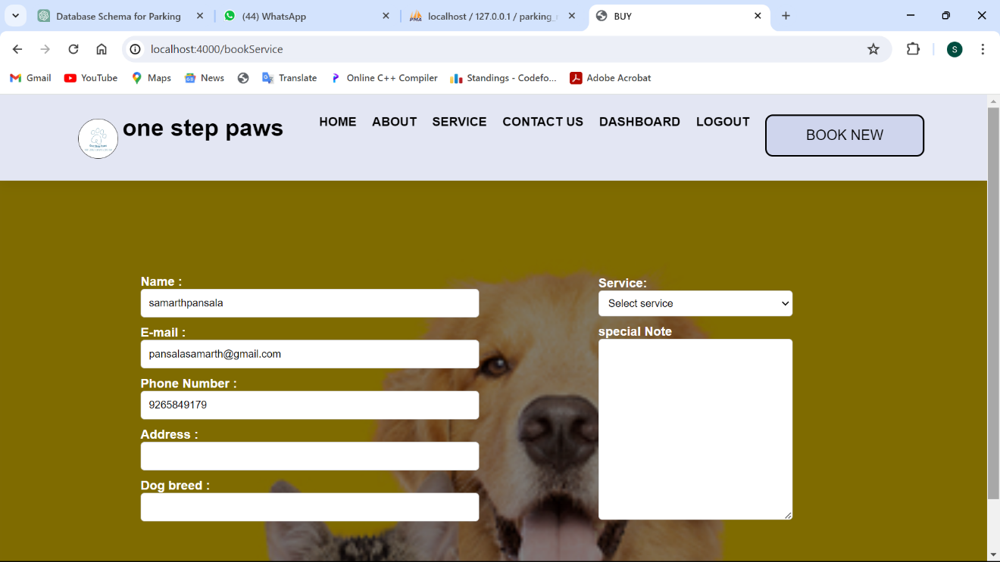 Database Schema for Parking
(44) WhatsApp
localhost / 127.0.0.1 / parking_
BUY
localhost:4000/bookService
S
Gmail
YouTube
Maps
News
Translate
Online C++ Compiler
Standings - Codefo...
Adobe Acrobat
one step paws
HOME
ABOUT
SERVICE
CONTACT US
DASHBOARD
LOGOUT
BOOK NEW
Name :
samarthpansala
E-mail :
pansalasamarth@gmail.com
Phone Number :
9265849179
Address :
Dog breed :
Service:
Select service
special Note